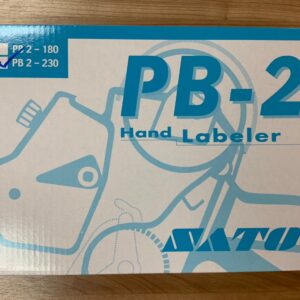 PB 2 - 180
PB 2 - 230
PB-2
Hand Labeler
SATO